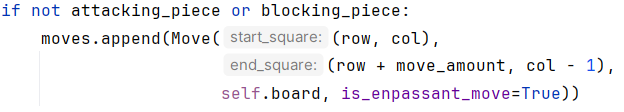 if not attacking_piece or blocking_piece:
moves.append(Move( start_square: (row, col),
end_square: (row + move_amount, col - 1),
self.board, is_enpassant_move=True))